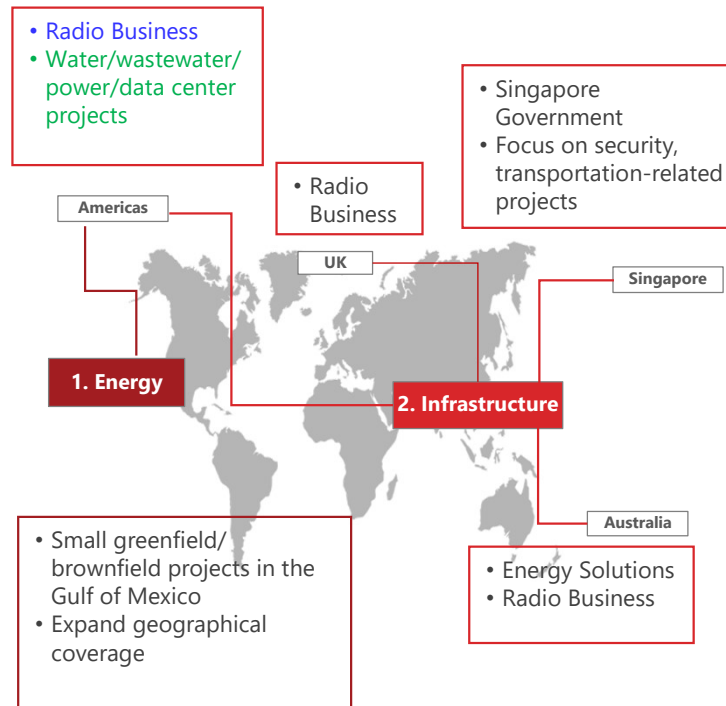 • Radio Business
• Water/wastewater/
power/data center
projects
• Singapore
Government
• Focus on security,
transportation-related
projects
• Radio
Business
Americas
UK
Singapore
1. Energy
2. Infrastructure
Australia
• Small greenfield/
brownfield projects in the
Gulf of Mexico
• Expand geographical
coverage
• Energy Solutions
• Radio Business